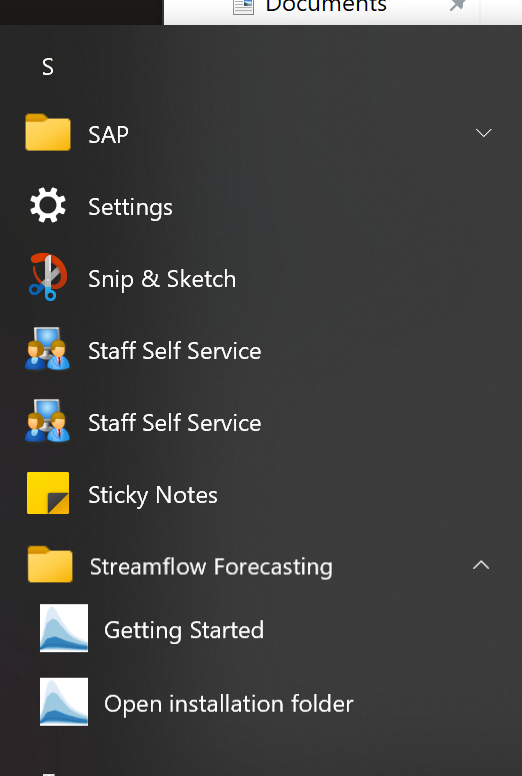 Documents
S
SAP
Settings
Snip & Sketch
Staff Self Service
Staff Self Service
Sticky Notes
Streamflow Forecasting
Getting Started
Open installation folder